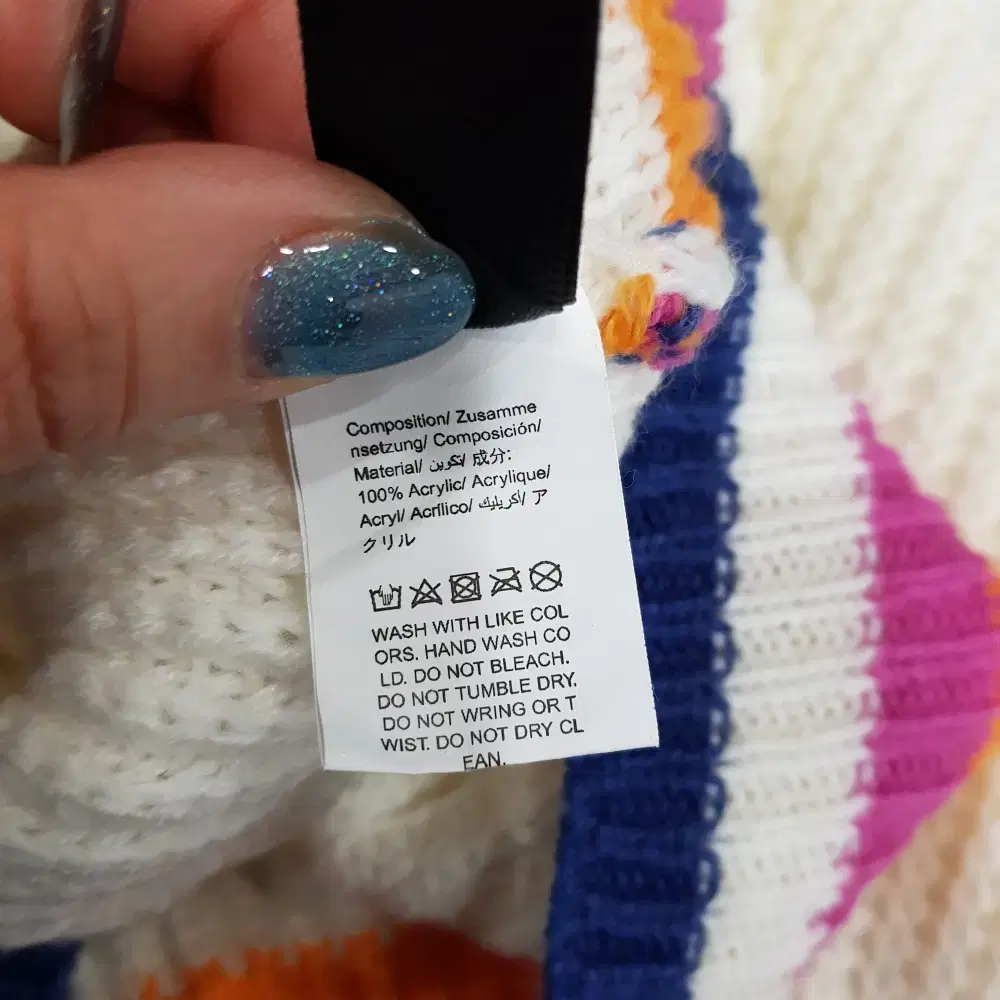 Composition/ Zusamme
nsetzung/ Composición/
Material/ تكوين/ 成分:
100% Acrylic/ Acrylique/
Acryl/ Acrílico/ أكريليك/ ア
クリル
WASH WITH LIKE COL
ORS. HAND WASH CO
LD. DO NOT BLEACH.
DO NOT TUMBLE DRY.
DO NOT WRING OR T
WIST. DO NOT DRY CL
EAN.